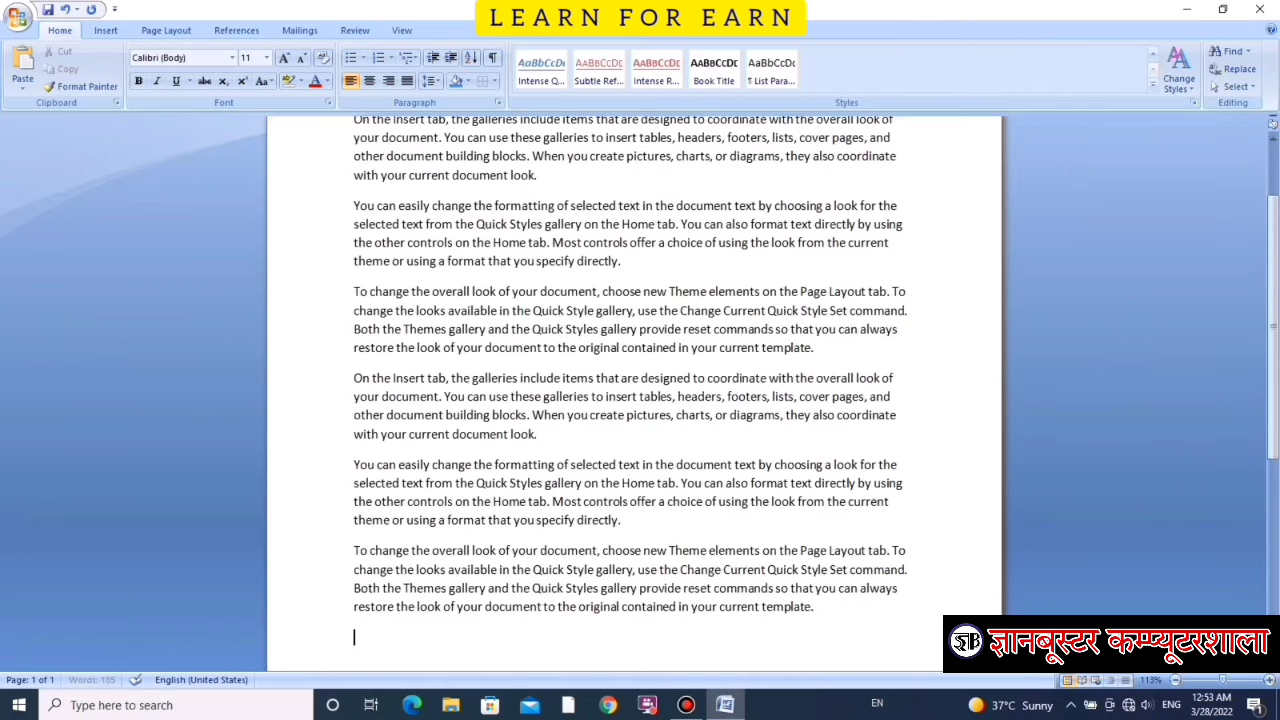 LEARN FOR EARN
Home Insert Page Layout References Mailings Review View
Cut
Copy
Format Painter
Paste
Clipboard
Calibri (Body) 11
Font
Paragraph
AaBbCcDc AaBbCcDc AaBbCcDc AaBbCcDc AaBbCcDc
Intense Q... Subtle Ref... Intense R... Book Title ¶ List Para...
Styles
Change Styles
Find
Replace
Select
Editing
On the Insert tab, the galleries include items that are designed to coordinate with the overall look of
your document. You can use these galleries to insert tables, headers, footers, lists, cover pages, and
other document building blocks. When you create pictures, charts, or diagrams, they also coordinate
with your current document look.
You can easily change the formatting of selected text in the document text by choosing a look for the
selected text from the Quick Styles gallery on the Home tab. You can also format text directly by using
the other controls on the Home tab. Most controls offer a choice of using the look from the current
theme or using a format that you specify directly.
To change the overall look of your document, choose new Theme elements on the Page Layout tab. To
change the looks available in the Quick Style gallery, use the Change Current Quick Style Set command.
Both the Themes gallery and the Quick Styles gallery provide reset commands so that you can always
restore the look of your document to the original contained in your current template.
On the Insert tab, the galleries include items that are designed to coordinate with the overall look of
your document. You can use these galleries to insert tables, headers, footers, lists, cover pages, and
other document building blocks. When you create pictures, charts, or diagrams, they also coordinate
with your current document look.
You can easily change the formatting of selected text in the document text by choosing a look for the
selected text from the Quick Styles gallery on the Home tab. You can also format text directly by using
the other controls on the Home tab. Most controls offer a choice of using the look from the current
theme or using a format that you specify directly.
To change the overall look of your document, choose new Theme elements on the Page Layout tab. To
change the looks available in the Quick Style gallery, use the Change Current Quick Style Set command.
Both the Themes gallery and the Quick Styles gallery provide reset commands so that you can always
restore the look of your document to the original contained in your current template.
ज्ञानबूस्टर कम्प्यूटरशाला
Page: 1 of 1 Words: 185 English (United States) 113%
Type here to search EN 37°C Sunny ENG 12:53 AM
3/28/2022